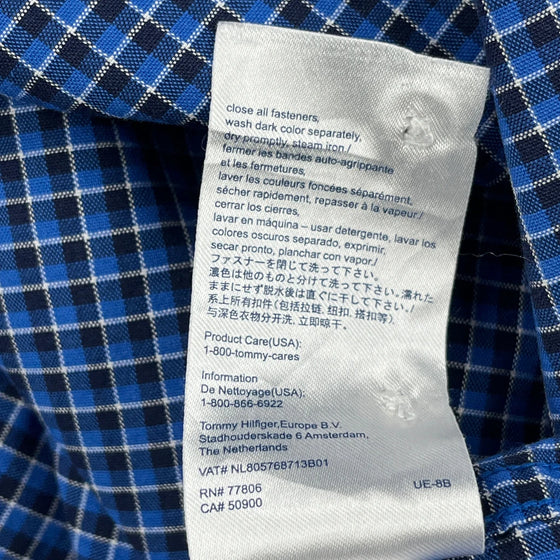 close all fasteners,
wash dark color separately,
dry promptly, steam iron./
fermer les bandes auto-agrippante
et les fermetures,
laver les couleurs foncées séparément,
sécher rapidement, repasser à la vapeur./
cerrar los cierres,
lavar en máquina – usar detergente, lavar los
colores oscuros separado, exprimir,
secar pronto, planchar con vapor./
ファスナーを閉じて洗って下さい。
濃色は他のものと分けて洗って下さい。濡れた
ままにせず脱水後は直ぐに干して下さい。/
系上所有扣件(包括拉链, 纽扣, 搭扣等),
与深色衣物分开洗, 立即晾干。
Product Care(USA):
1-800-tommy-cares
Information
De Nettoyage(USA):
1-800-866-6922
Tommy Hilfiger,Europe B.V.
Stadhouderskade 6 Amsterdam,
The Netherlands
VAT# NL805768713B01
RN# 77806 UE-8B
CA# 50900